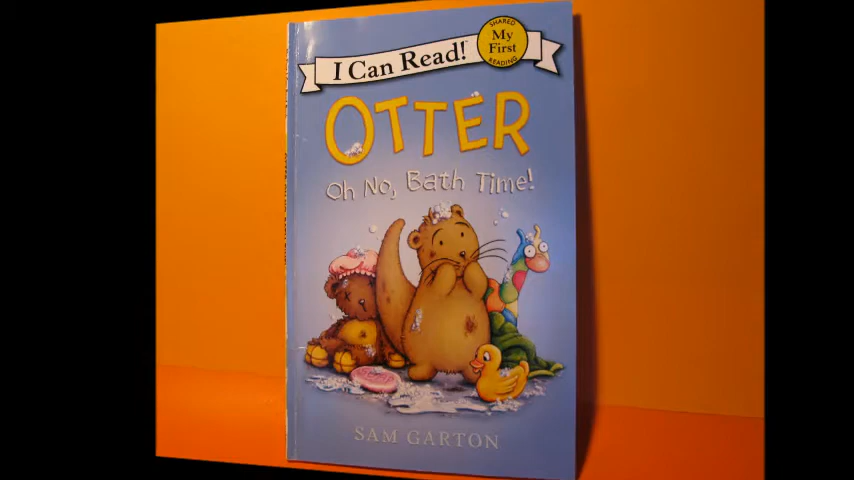 SHARED
My
First
READING
I Can Read!
OTTER
Oh No, Bath Time!
SAM GARTON